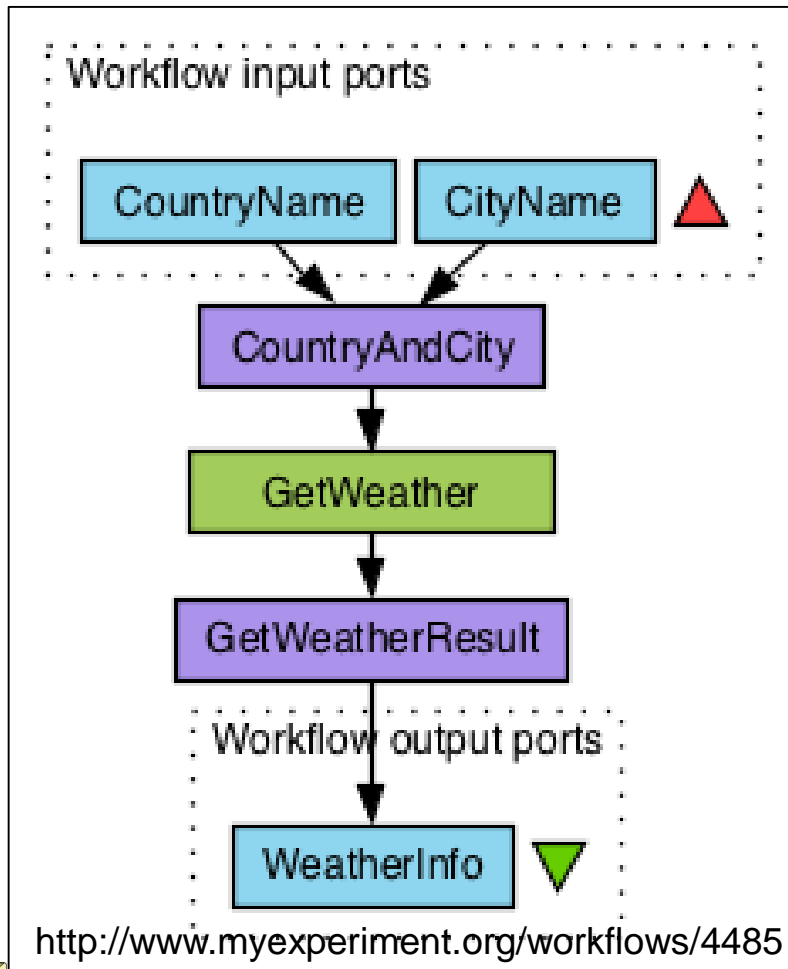 Workflow input ports
CountryName
CityName
CountryAndCity
GetWeather
GetWeatherResult
Workflow output ports
WeatherInfo
http://www.myexperiment.org/workflows/4485